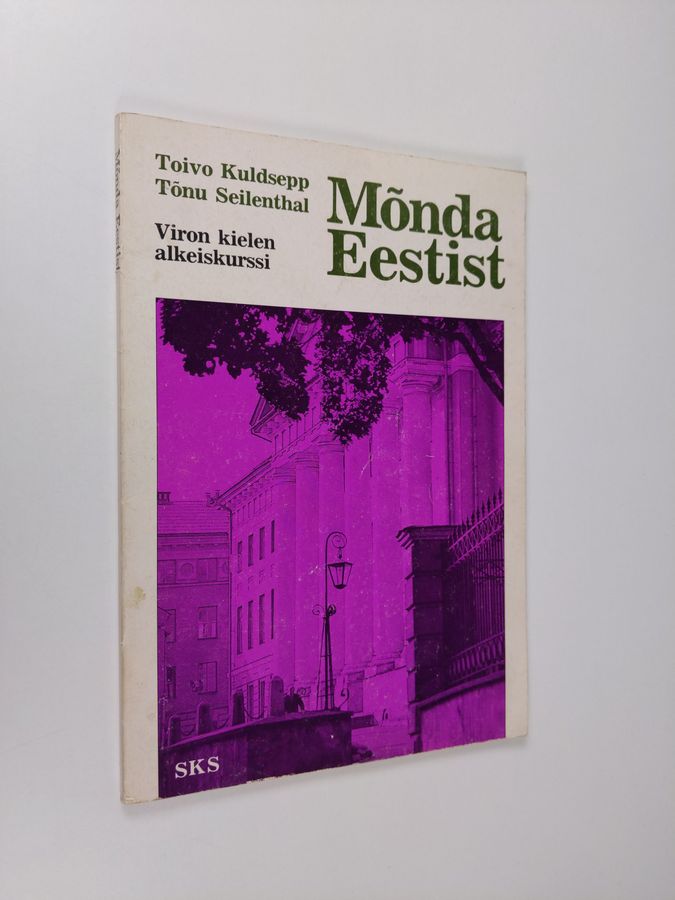 Toivo Kuldsepp
Tõnu Seilenthal
Viron kielen
alkeiskurssi
Mõnda
Eestist
SKS
Mõnda Eestist